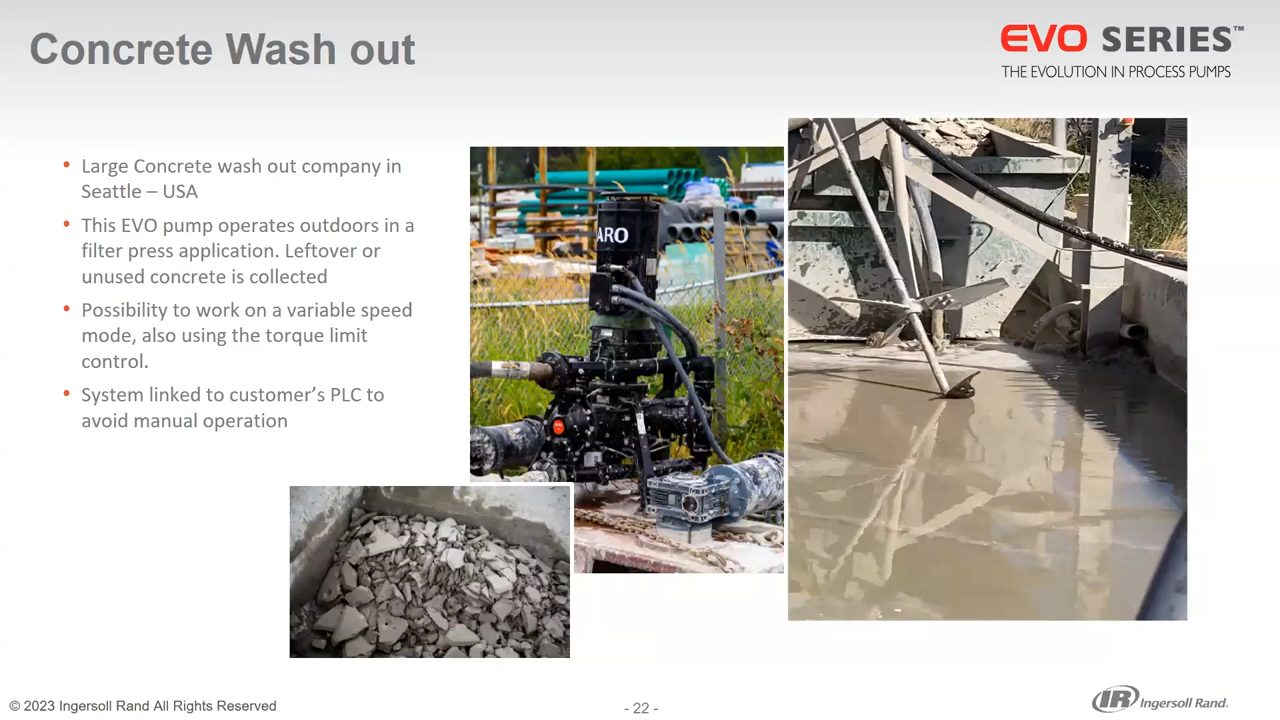 Concrete Wash out
EVO SERIES™
THE EVOLUTION IN PROCESS PUMPS
• Large Concrete wash out company in
Seattle – USA
• This EVO pump operates outdoors in a
filter press application. Leftover or
unused concrete is collected
• Possibility to work on a variable speed
mode, also using the torque limit
control.
• System linked to customer’s PLC to
avoid manual operation
ARO
© 2023 Ingersoll Rand All Rights Reserved
- 22 -
IR Ingersoll Rand.